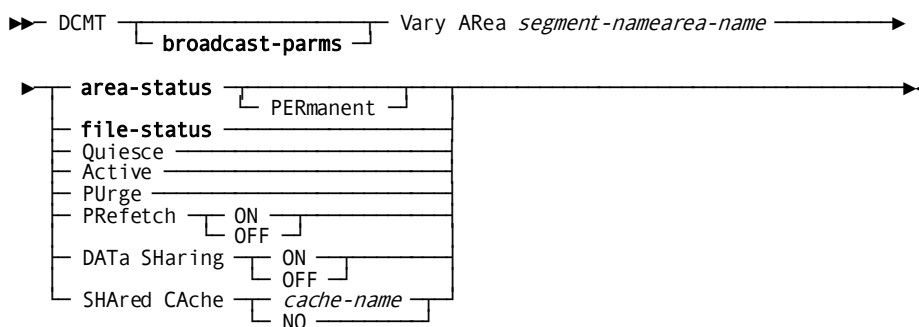 DCMT broadcast-parms Vary ARea segment-namearea-name
area-status PERmanent
file-status
Quiesce
Active
PUrge
PRefetch ON
OFF
DATa SHaring ON
OFF
SHAred CAche cache-name
NO